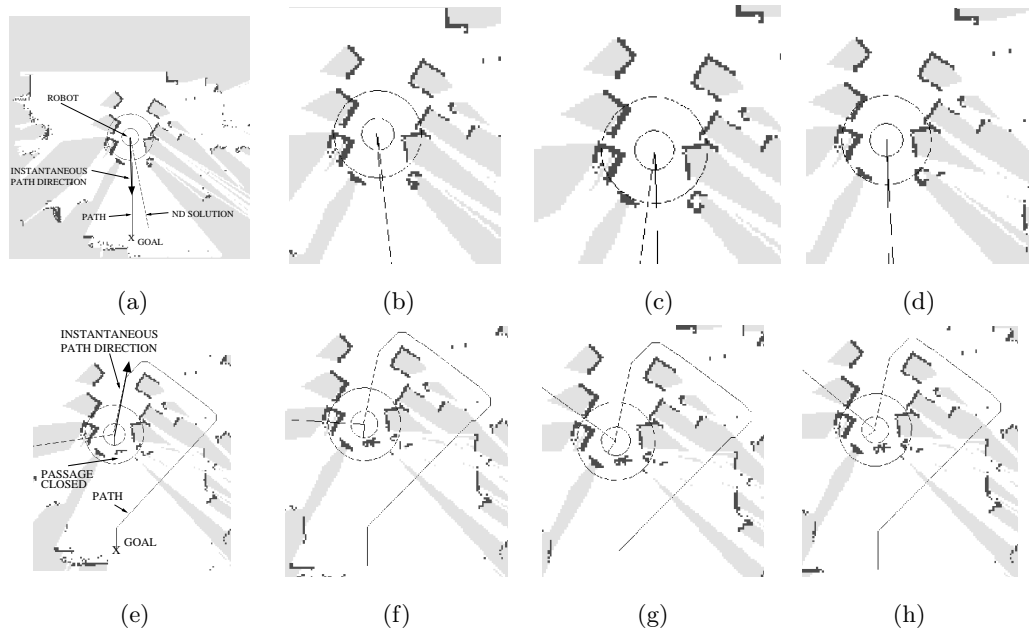 ROBOT
INSTANTANEOUS
PATH DIRECTION
PATH
ND SOLUTION
X GOAL
(a)
(b)
(c)
(d)
INSTANTANEOUS
PATH DIRECTION
PASSAGE
CLOSED
PATH
X GOAL
(e)
(f)
(g)
(h)